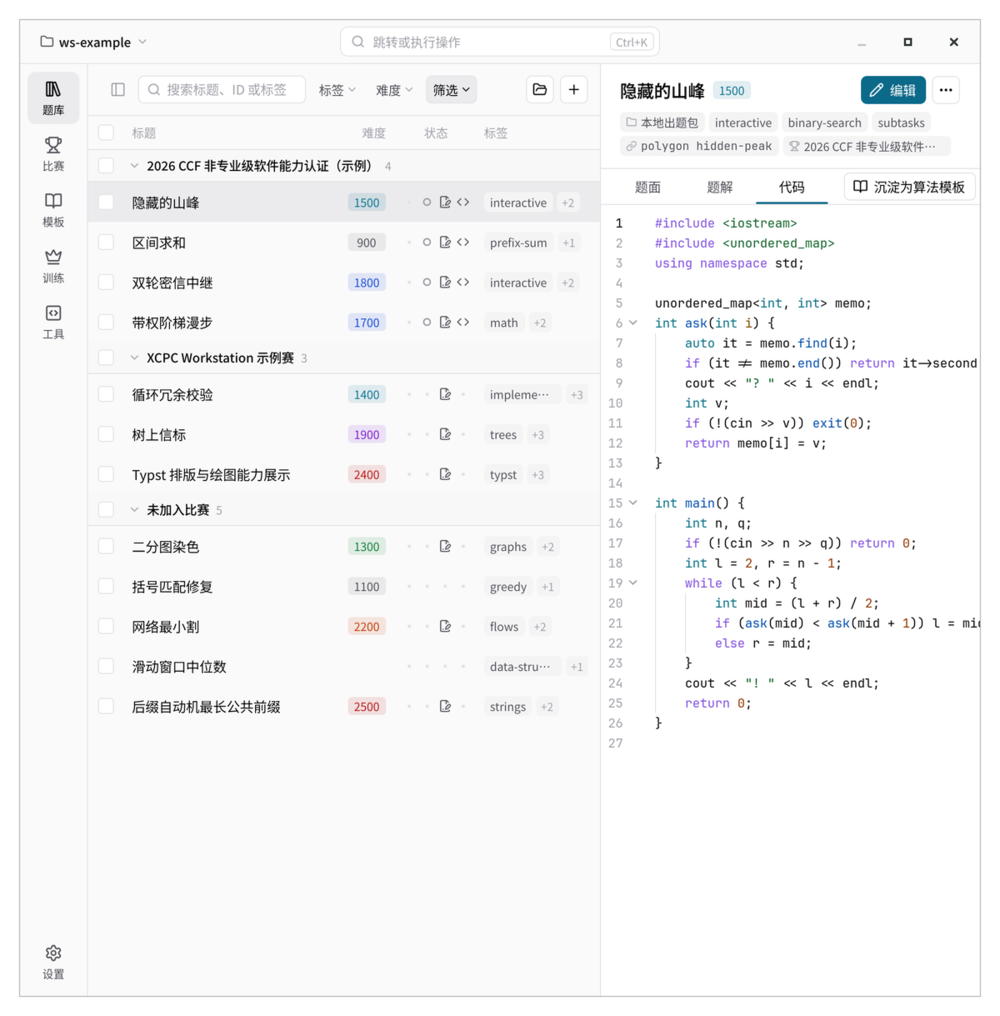 ws-example
跳转或执行操作
Ctrl+K
题库
比赛
模板
训练
工具
设置
搜索标题、ID 或标签
标签
难度
筛选
标题 难度 状态 标签
2026 CCF 非专业级软件能力认证（示例） 4
隐藏的山峰 1500 interactive +2
区间求和 900 prefix-sum +1
双轮密信中继 1800 interactive +2
带权阶梯漫步 1700 math +2
XCPC Workstation 示例赛 3
循环冗余校验 1400 impleme··· +3
树上信标 1900 trees +3
Typst 排版与绘图能力展示 2400 typst +3
未加入比赛 5
二分图染色 1300 graphs +2
括号匹配修复 1100 greedy +1
网络最小割 2200 flows +2
滑动窗口中位数 data-stru··· +1
后缀自动机最长公共前缀 2500 strings +2
隐藏的山峰 1500
编辑
本地出题包 interactive binary-search subtasks
polygon hidden-peak 2026 CCF 非专业级软件···
题面 题解 代码 沉淀为算法模板
1 #include <iostream>
2 #include <unordered_map>
3 using namespace std;
4
5 unordered_map<int, int> memo;
6 int ask(int i) {
7 auto it = memo.find(i);
8 if (it != memo.end()) return it->second
9 cout << "? " << i << endl;
10 int v;
11 if (!(cin >> v)) exit(0);
12 return memo[i] = v;
13 }
14
15 int main() {
16 int n, q;
17 if (!(cin >> n >> q)) return 0;
18 int l = 2, r = n - 1;
19 while (l < r) {
20 int mid = (l + r) / 2;
21 if (ask(mid) < ask(mid + 1)) l = mid
22 else r = mid;
23 }
24 cout << "! " << l << endl;
25 return 0;
26 }
27